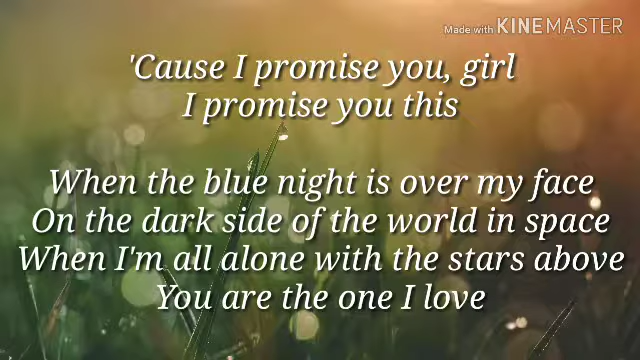 Made with KINEMASTER
'Cause I promise you, girl
I promise you this
When the blue night is over my face
On the dark side of the world in space
When I'm all alone with the stars above
You are the one I love